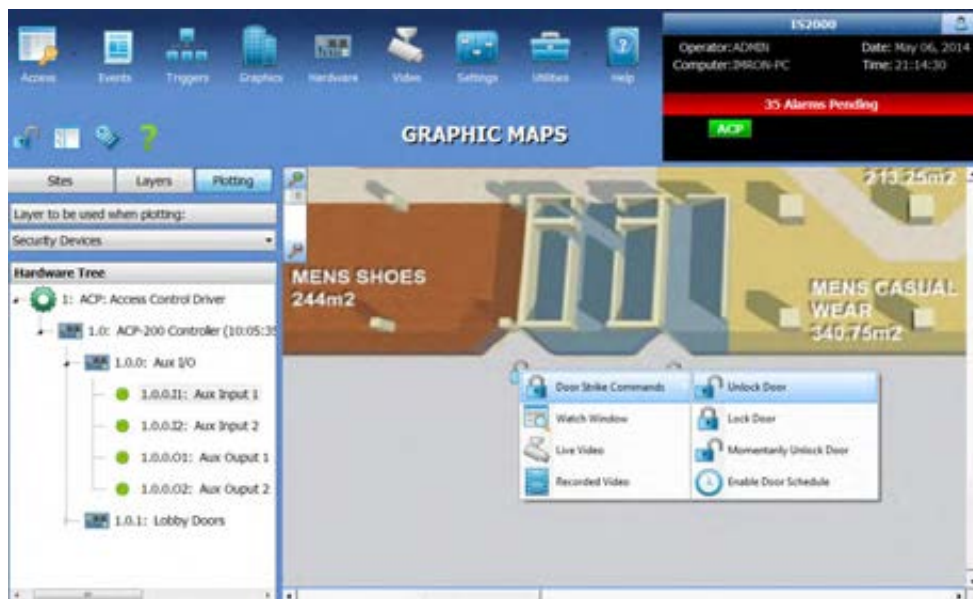 IS2000
Operator:ADMIN
Date: May 06, 2014
Computer:IMRON-PC
Time: 21:14:30
35 Alarms Pending
ACP
Access
Events
Triggers
Graphics
Hardware
Video
Settings
Utilities
Help
GRAPHIC MAPS
Sites
Layers
Plotting
Layer to be used when plotting:
Security Devices
Hardware Tree
1: ACP: Access Control Driver
1.0: ACP-200 Controller (10:05:35
1.0.0: Aux I/O
1.0.0.I1: Aux Input 1
1.0.0.I2: Aux Input 2
1.0.0.O1: Aux Ouput 1
1.0.0.O2: Aux Ouput 2
1.0.1: Lobby Doors
213.25m2
MENS SHOES
244m2
MENS CASUAL
WEAR
340.75m2
Door Strike Commands
Watch Window
Live Video
Recorded Video
Unlock Door
Lock Door
Momentarily Unlock Door
Enable Door Schedule